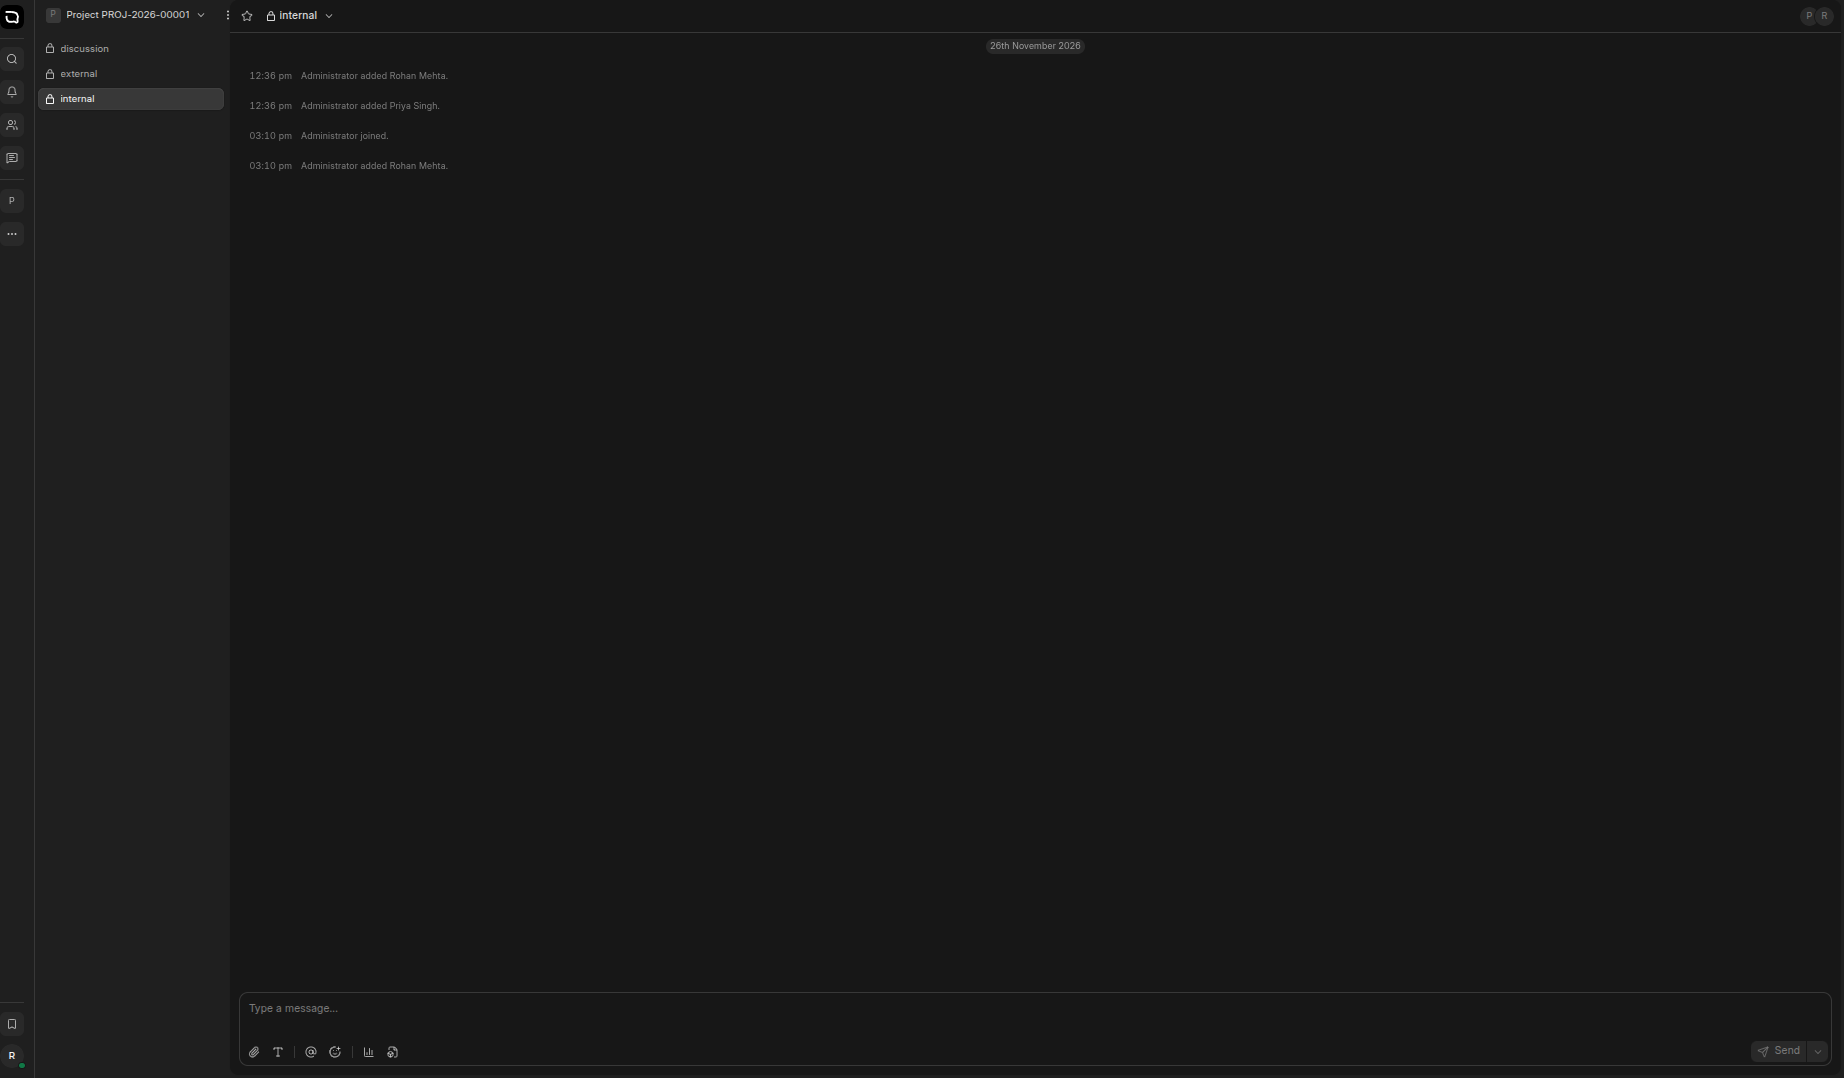 P Project PROJ-2026-00001
discussion
external
internal
P
R
internal
P R
26th November 2026
12:36 pm Administrator added Rohan Mehta.
12:36 pm Administrator added Priya Singh.
03:10 pm Administrator joined.
03:10 pm Administrator added Rohan Mehta.
Type a message...
Send